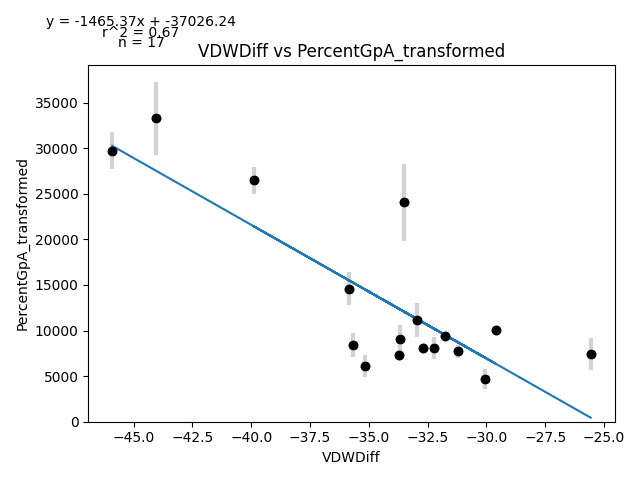 y = -1465.37x + -37026.24
r^2 = 0.67
n = 17
VDWDiff vs PercentGpA_transformed
PercentGpA_transformed
35000
30000
25000
20000
15000
10000
5000
0
−45.0 −42.5 −40.0 −37.5 −35.0 −32.5 −30.0 −27.5 −25.0
VDWDiff